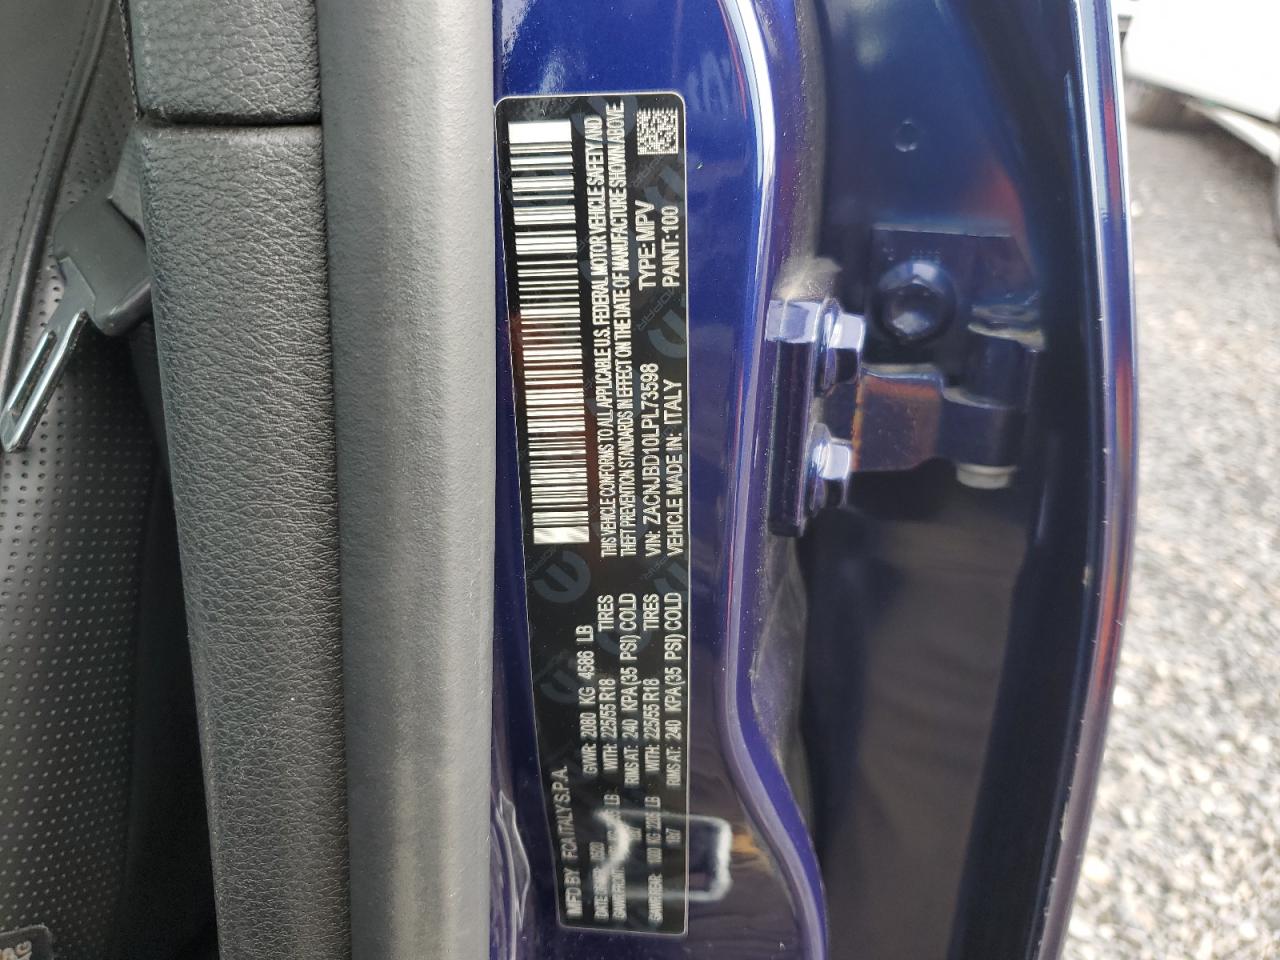 MFD BY FCA ITALY S.P.A.
GVWR: 2080 KG 4586 LB
WITH: 225/55 R18 TIRES
RIMS AT: 240 KPA (35 PSI) COLD
WITH: 225/55 R18 TIRES
RIMS AT: 240 KPA (35 PSI) COLD
GAWR REAR: LB
THIS VEHICLE CONFORMS TO ALL APPLICABLE U.S. FEDERAL MOTOR VEHICLE SAFETY AND
THEFT PREVENTION STANDARDS IN EFFECT ON THE DATE OF MANUFACTURE SHOWN ABOVE.
VIN: ZACNJBD10LPL73598 TYPE: MPV
VEHICLE MADE IN: ITALY PAINT: 100